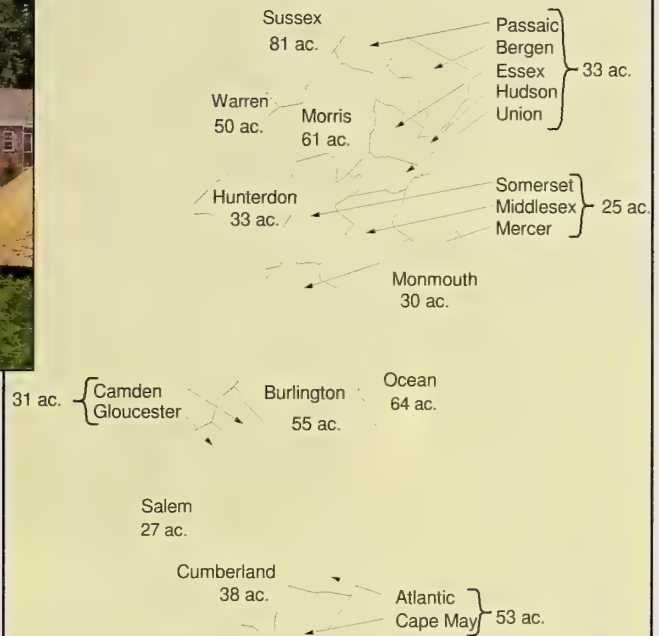 Sussex
81 ac.
Passaic
Bergen
Essex
Hudson
Union
33 ac.
Warren
50 ac.
Morris
61 ac.
Hunterdon
33 ac.
Somerset
Middlesex
Mercer
25 ac.
Monmouth
30 ac.
31 ac.
Camden
Gloucester
Burlington
55 ac.
Ocean
64 ac.
Salem
27 ac.
Cumberland
38 ac.
Atlantic
Cape May
53 ac.